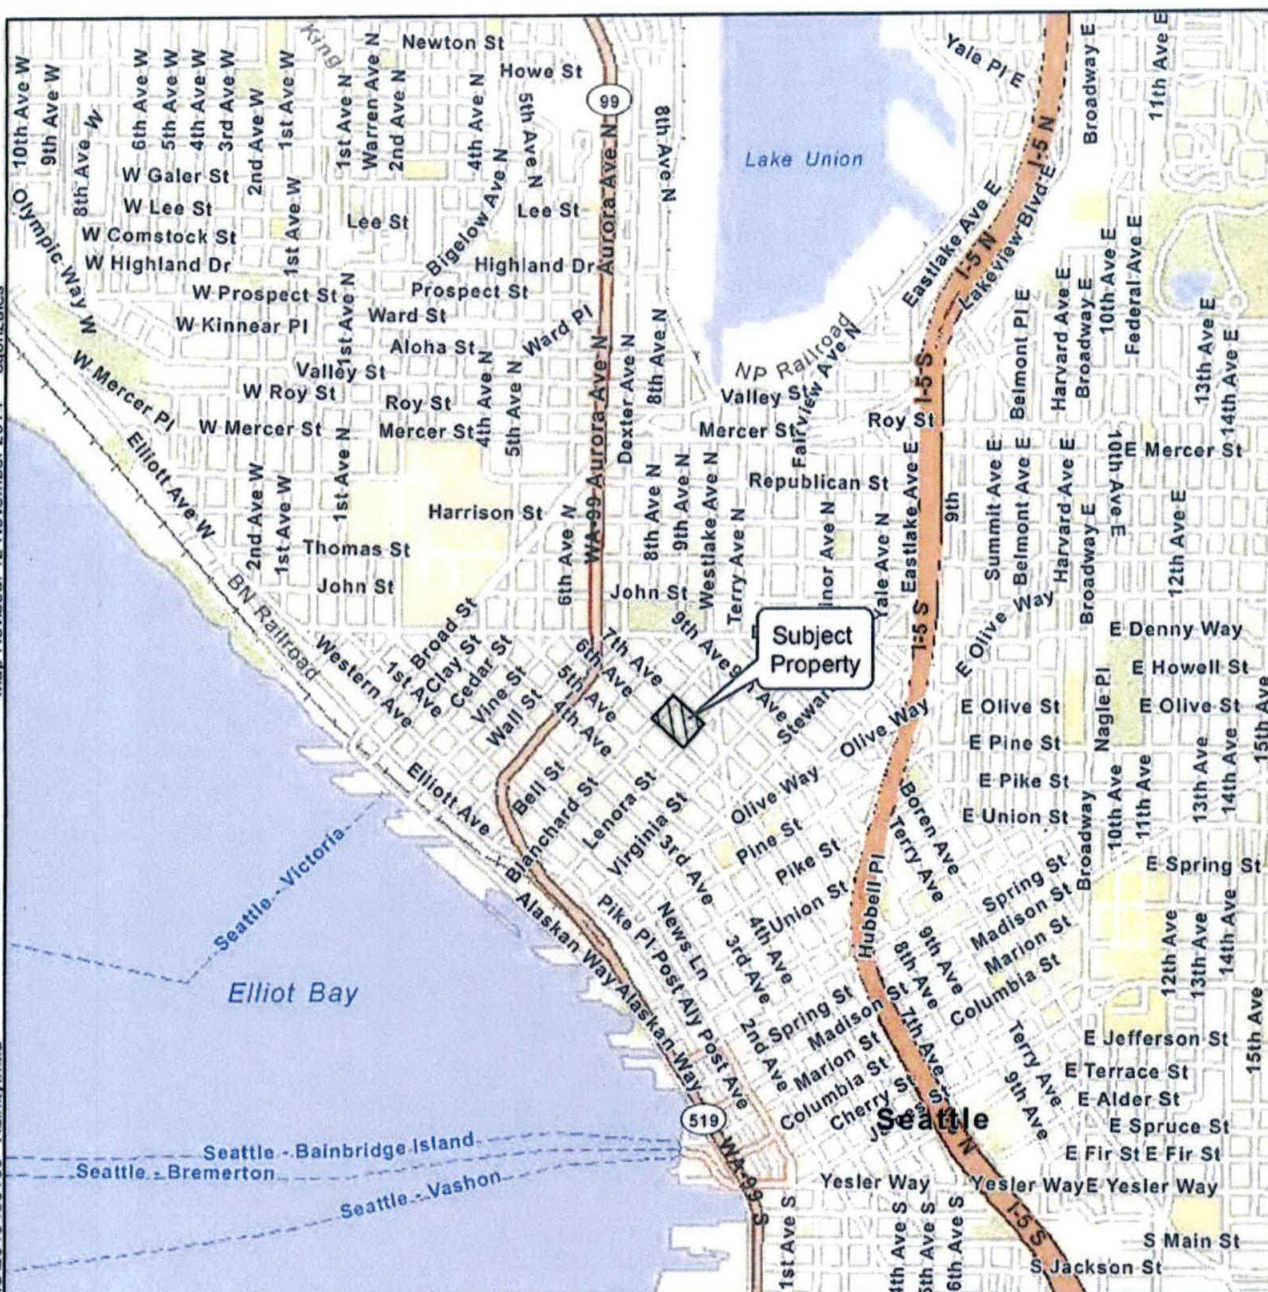 King
Newton St
Howe St
Yale Pl E
Broadway E
11th Ave E
10th Ave W
9th Ave W
8th Ave W
6th Ave W
5th Ave W
4th Ave W
3rd Ave W
2nd Ave W
1st Ave W
1st Ave N
Warren Ave N
2nd Ave N
4th Ave N
5th Ave N
99
8th Ave N
Lake Union
I-5 N
W Galer St
W Lee St
Lee St
Lee St
W Comstock St
W Highland Dr
Highland Dr
Bigelow Ave N
Aurora Ave N
Olympic Way W
1st Ave W
W Prospect St
Prospect St
W Kinnear Pl
Ward St
Ward Pl
Aloha St
1st Ave N
Valley St
W Roy St
Roy St
W Mercer St
Mercer St
W Mercer Pl
4th Ave N
5th Ave N
WA-99 Aurora Ave N
Dexter Ave N
8th Ave N
NP Railroad
Fairview Ave N
Valley St
Mercer St
Roy St
Republican St
Eastlake Ave E
I-5 N
Lakeview Blvd E
I-5 S
Belmont Pl E
Harvard Ave E
Broadway E
10th Ave E
Federal Ave E
13th Ave E
14th Ave E
E Mercer St
10th Ave E
Elliott Ave W
2nd Ave W
1st Ave W
1st Ave N
Harrison St
Thomas St
John St
6th Ave N
8th Ave N
9th Ave N
Westlake Ave N
Terry Ave N
John St
Minor Ave N
Yale Ave N
Eastlake Ave E
I-5 S
9th
Summit Ave E
Belmont Ave E
Harvard Ave E
Broadway E
12th Ave E
BN Railroad
Western Ave
1st Ave
Broad St
Clay St
Cedar St
Vine St
Wall St
4th Ave
5th Ave
6th Ave
7th Ave
9th Ave
Subject
Property
Stewart
Olive Way
E Olive Way
E Denny Way
E Howell St
E Olive St
E Olive St
Nagle Pl
E Pine St
E Pike St
E Union St
15th Ave
Elliott Ave
Bell St
Blanchard St
Lenora St
Virginia St
3rd Ave
Olive Way
Pine St
Pike St
Union St
Boren Ave
Terry Ave
Hubbell Pl
Broadway
10th Ave
11th Ave
13th Ave
14th Ave
E Spring St
Seattle - Victoria
Elliot Bay
Alaskan Way
Alaskan Way
Pike Pl
News Ln
Post Aly
Post Ave
4th Ave
3rd Ave
2nd Ave
Spring St
Madison St
Marion St
Columbia St
Cherry St
Spring St
Madison St
Marion St
Columbia St
9th Ave
8th Ave
7th Ave
Terry Ave
9th Ave
12th Ave
13th Ave
14th Ave
15th Ave
E Jefferson St
E Terrace St
E Alder St
E Spruce St
E Fir St
E Fir St
Seattle
519
WA-99 S
Seattle - Bainbridge Island
Seattle - Bremerton
Seattle - Vashon
Yesler Way
Yesler Way
E Yesler Way
1st Ave S
4th Ave S
5th Ave S
6th Ave S
I-5 S
S Main St
S Jackson St